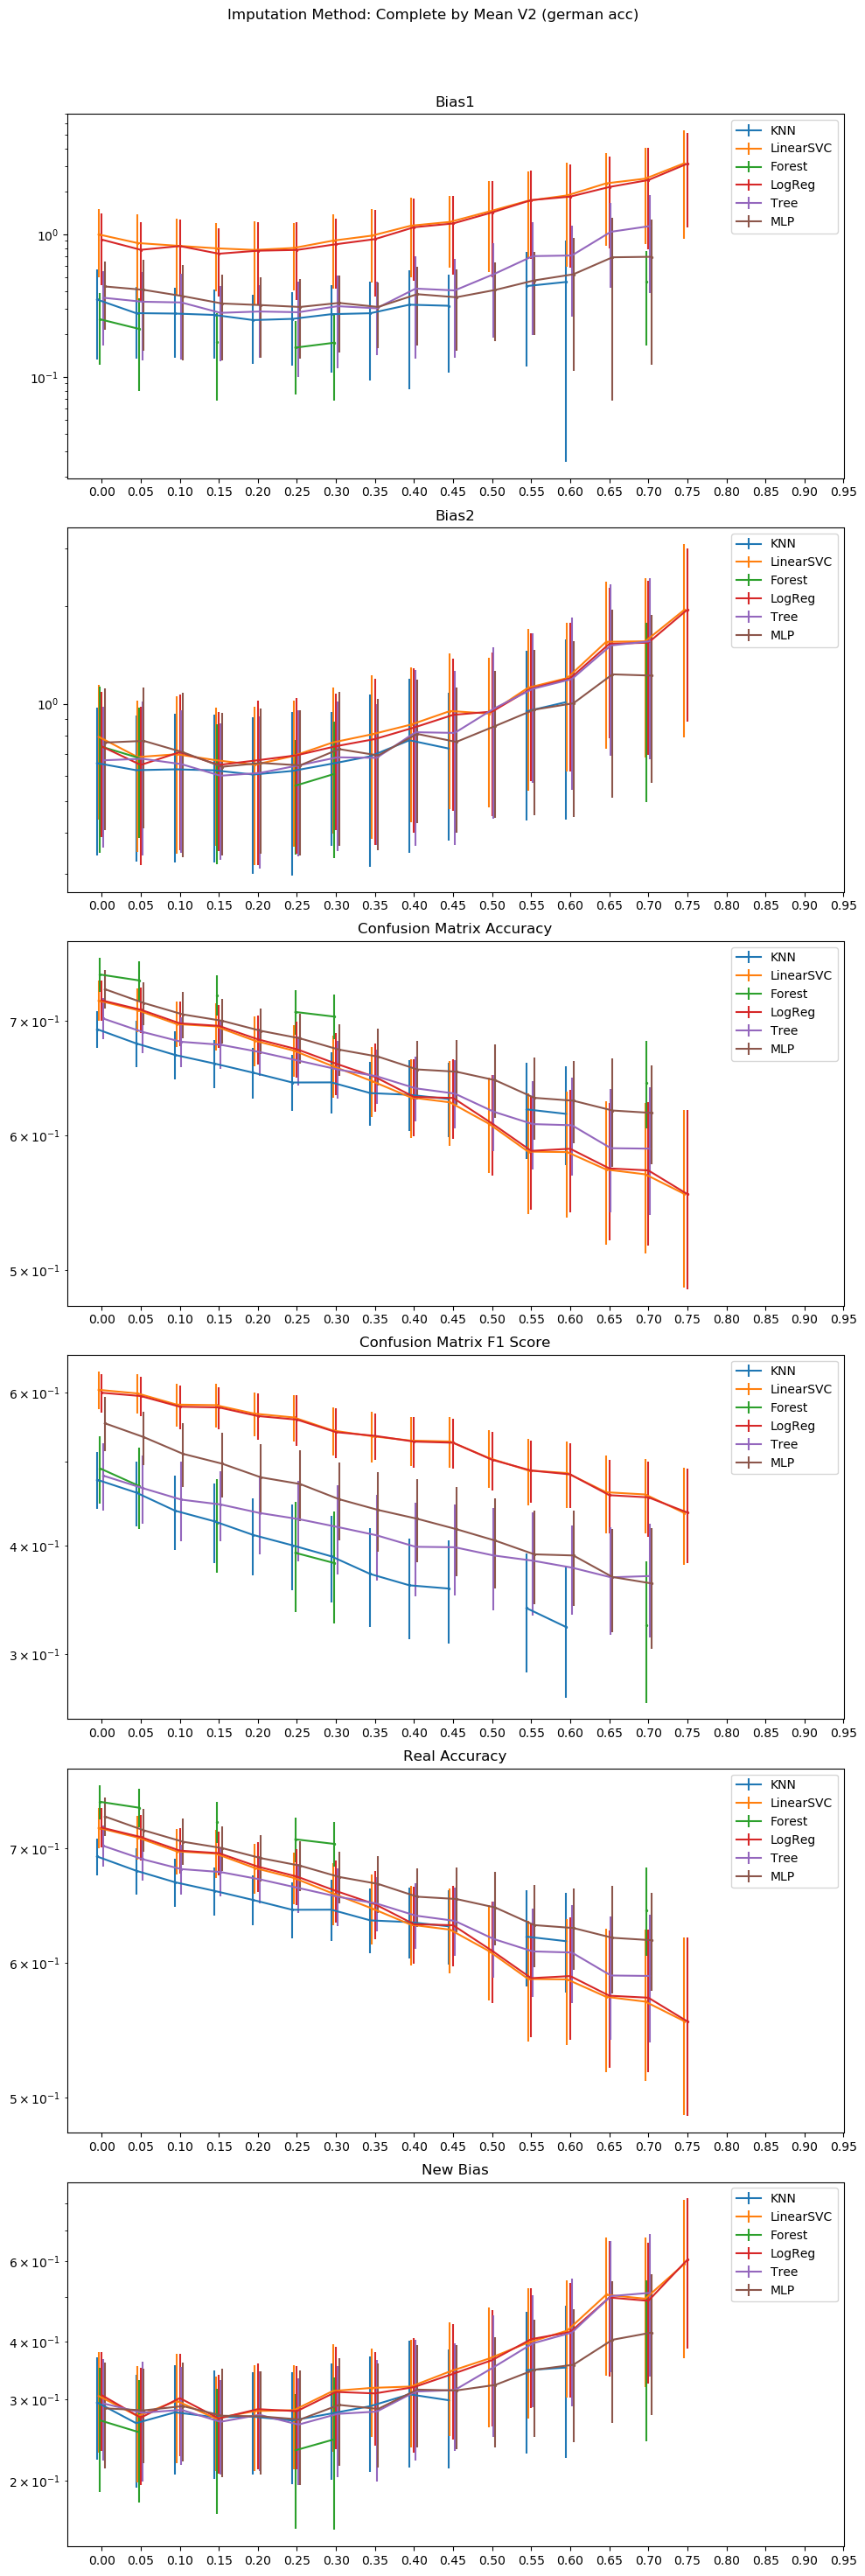 Imputation Method: Complete by Mean V2 (german acc)
Bias1
10⁰
10⁻¹
KNN
LinearSVC
Forest
LogReg
Tree
MLP
0.00 0.05 0.10 0.15 0.20 0.25 0.30 0.35 0.40 0.45 0.50 0.55 0.60 0.65 0.70 0.75 0.80 0.85 0.90 0.95
Bias2
10⁰
KNN
LinearSVC
Forest
LogReg
Tree
MLP
0.00 0.05 0.10 0.15 0.20 0.25 0.30 0.35 0.40 0.45 0.50 0.55 0.60 0.65 0.70 0.75 0.80 0.85 0.90 0.95
Confusion Matrix Accuracy
7 × 10⁻¹
6 × 10⁻¹
5 × 10⁻¹
KNN
LinearSVC
Forest
LogReg
Tree
MLP
0.00 0.05 0.10 0.15 0.20 0.25 0.30 0.35 0.40 0.45 0.50 0.55 0.60 0.65 0.70 0.75 0.80 0.85 0.90 0.95
Confusion Matrix F1 Score
6 × 10⁻¹
4 × 10⁻¹
3 × 10⁻¹
KNN
LinearSVC
Forest
LogReg
Tree
MLP
0.00 0.05 0.10 0.15 0.20 0.25 0.30 0.35 0.40 0.45 0.50 0.55 0.60 0.65 0.70 0.75 0.80 0.85 0.90 0.95
Real Accuracy
7 × 10⁻¹
6 × 10⁻¹
5 × 10⁻¹
KNN
LinearSVC
Forest
LogReg
Tree
MLP
0.00 0.05 0.10 0.15 0.20 0.25 0.30 0.35 0.40 0.45 0.50 0.55 0.60 0.65 0.70 0.75 0.80 0.85 0.90 0.95
New Bias
6 × 10⁻¹
4 × 10⁻¹
3 × 10⁻¹
2 × 10⁻¹
KNN
LinearSVC
Forest
LogReg
Tree
MLP
0.00 0.05 0.10 0.15 0.20 0.25 0.30 0.35 0.40 0.45 0.50 0.55 0.60 0.65 0.70 0.75 0.80 0.85 0.90 0.95